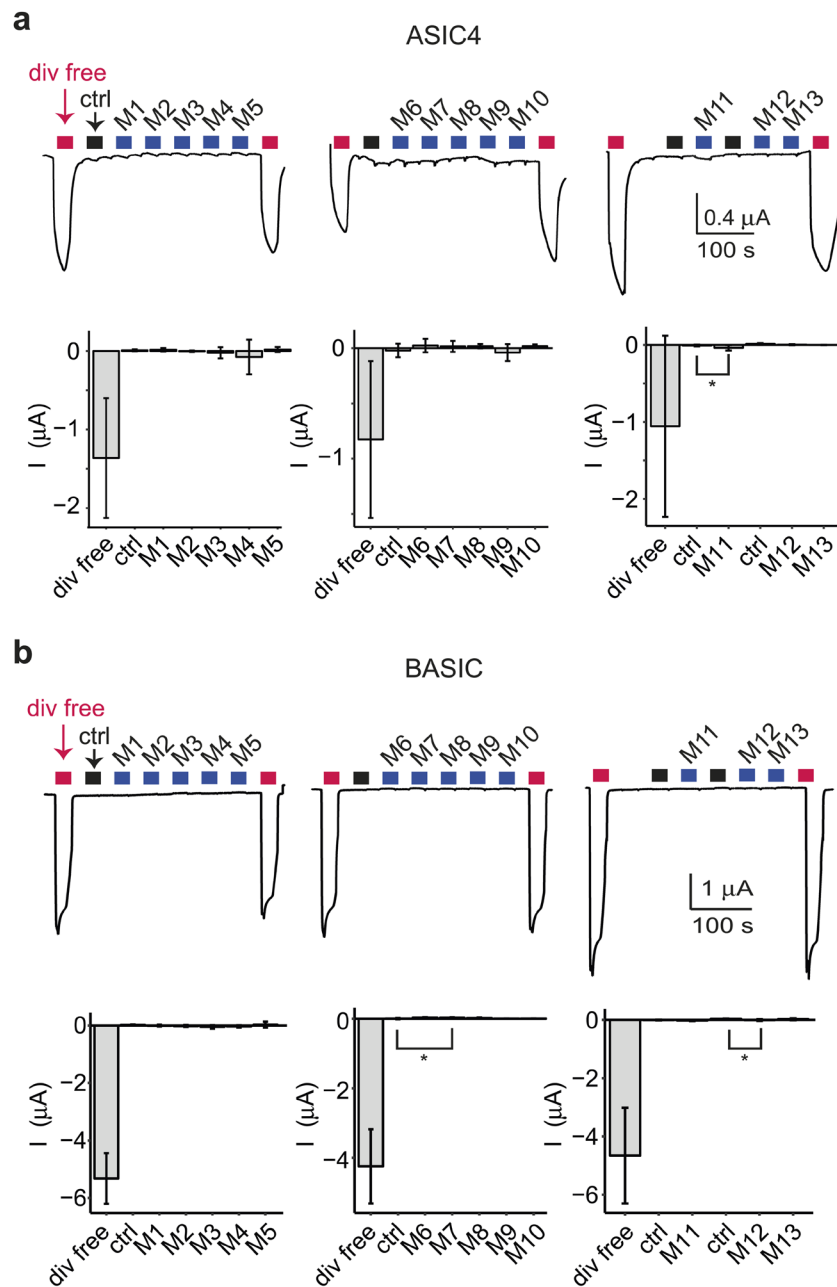 a
ASIC4
div free
ctrl
M1 M2 M3 M4 M5
M6 M7 M8 M9 M10
M11 M12 M13
0.4 μA
100 s
I (μA)
0
−1
−2
div free ctrl M1 M2 M3 M4 M5
I (μA)
0
−1
div free ctrl M6 M7 M8 M9 M10
I (μA)
0
−1
−2
*
div free ctrl M11 ctrl M12 M13
b
BASIC
div free
ctrl
M1 M2 M3 M4 M5
M6 M7 M8 M9 M10
M11 M12 M13
1 μA
100 s
I (μA)
0
−2
−4
−6
div free ctrl M1 M2 M3 M4 M5
I (μA)
0
−2
−4
*
div free ctrl M6 M7 M8 M9 M10
I (μA)
0
−2
−4
−6
*
div free ctrl M11 ctrl M12 M13